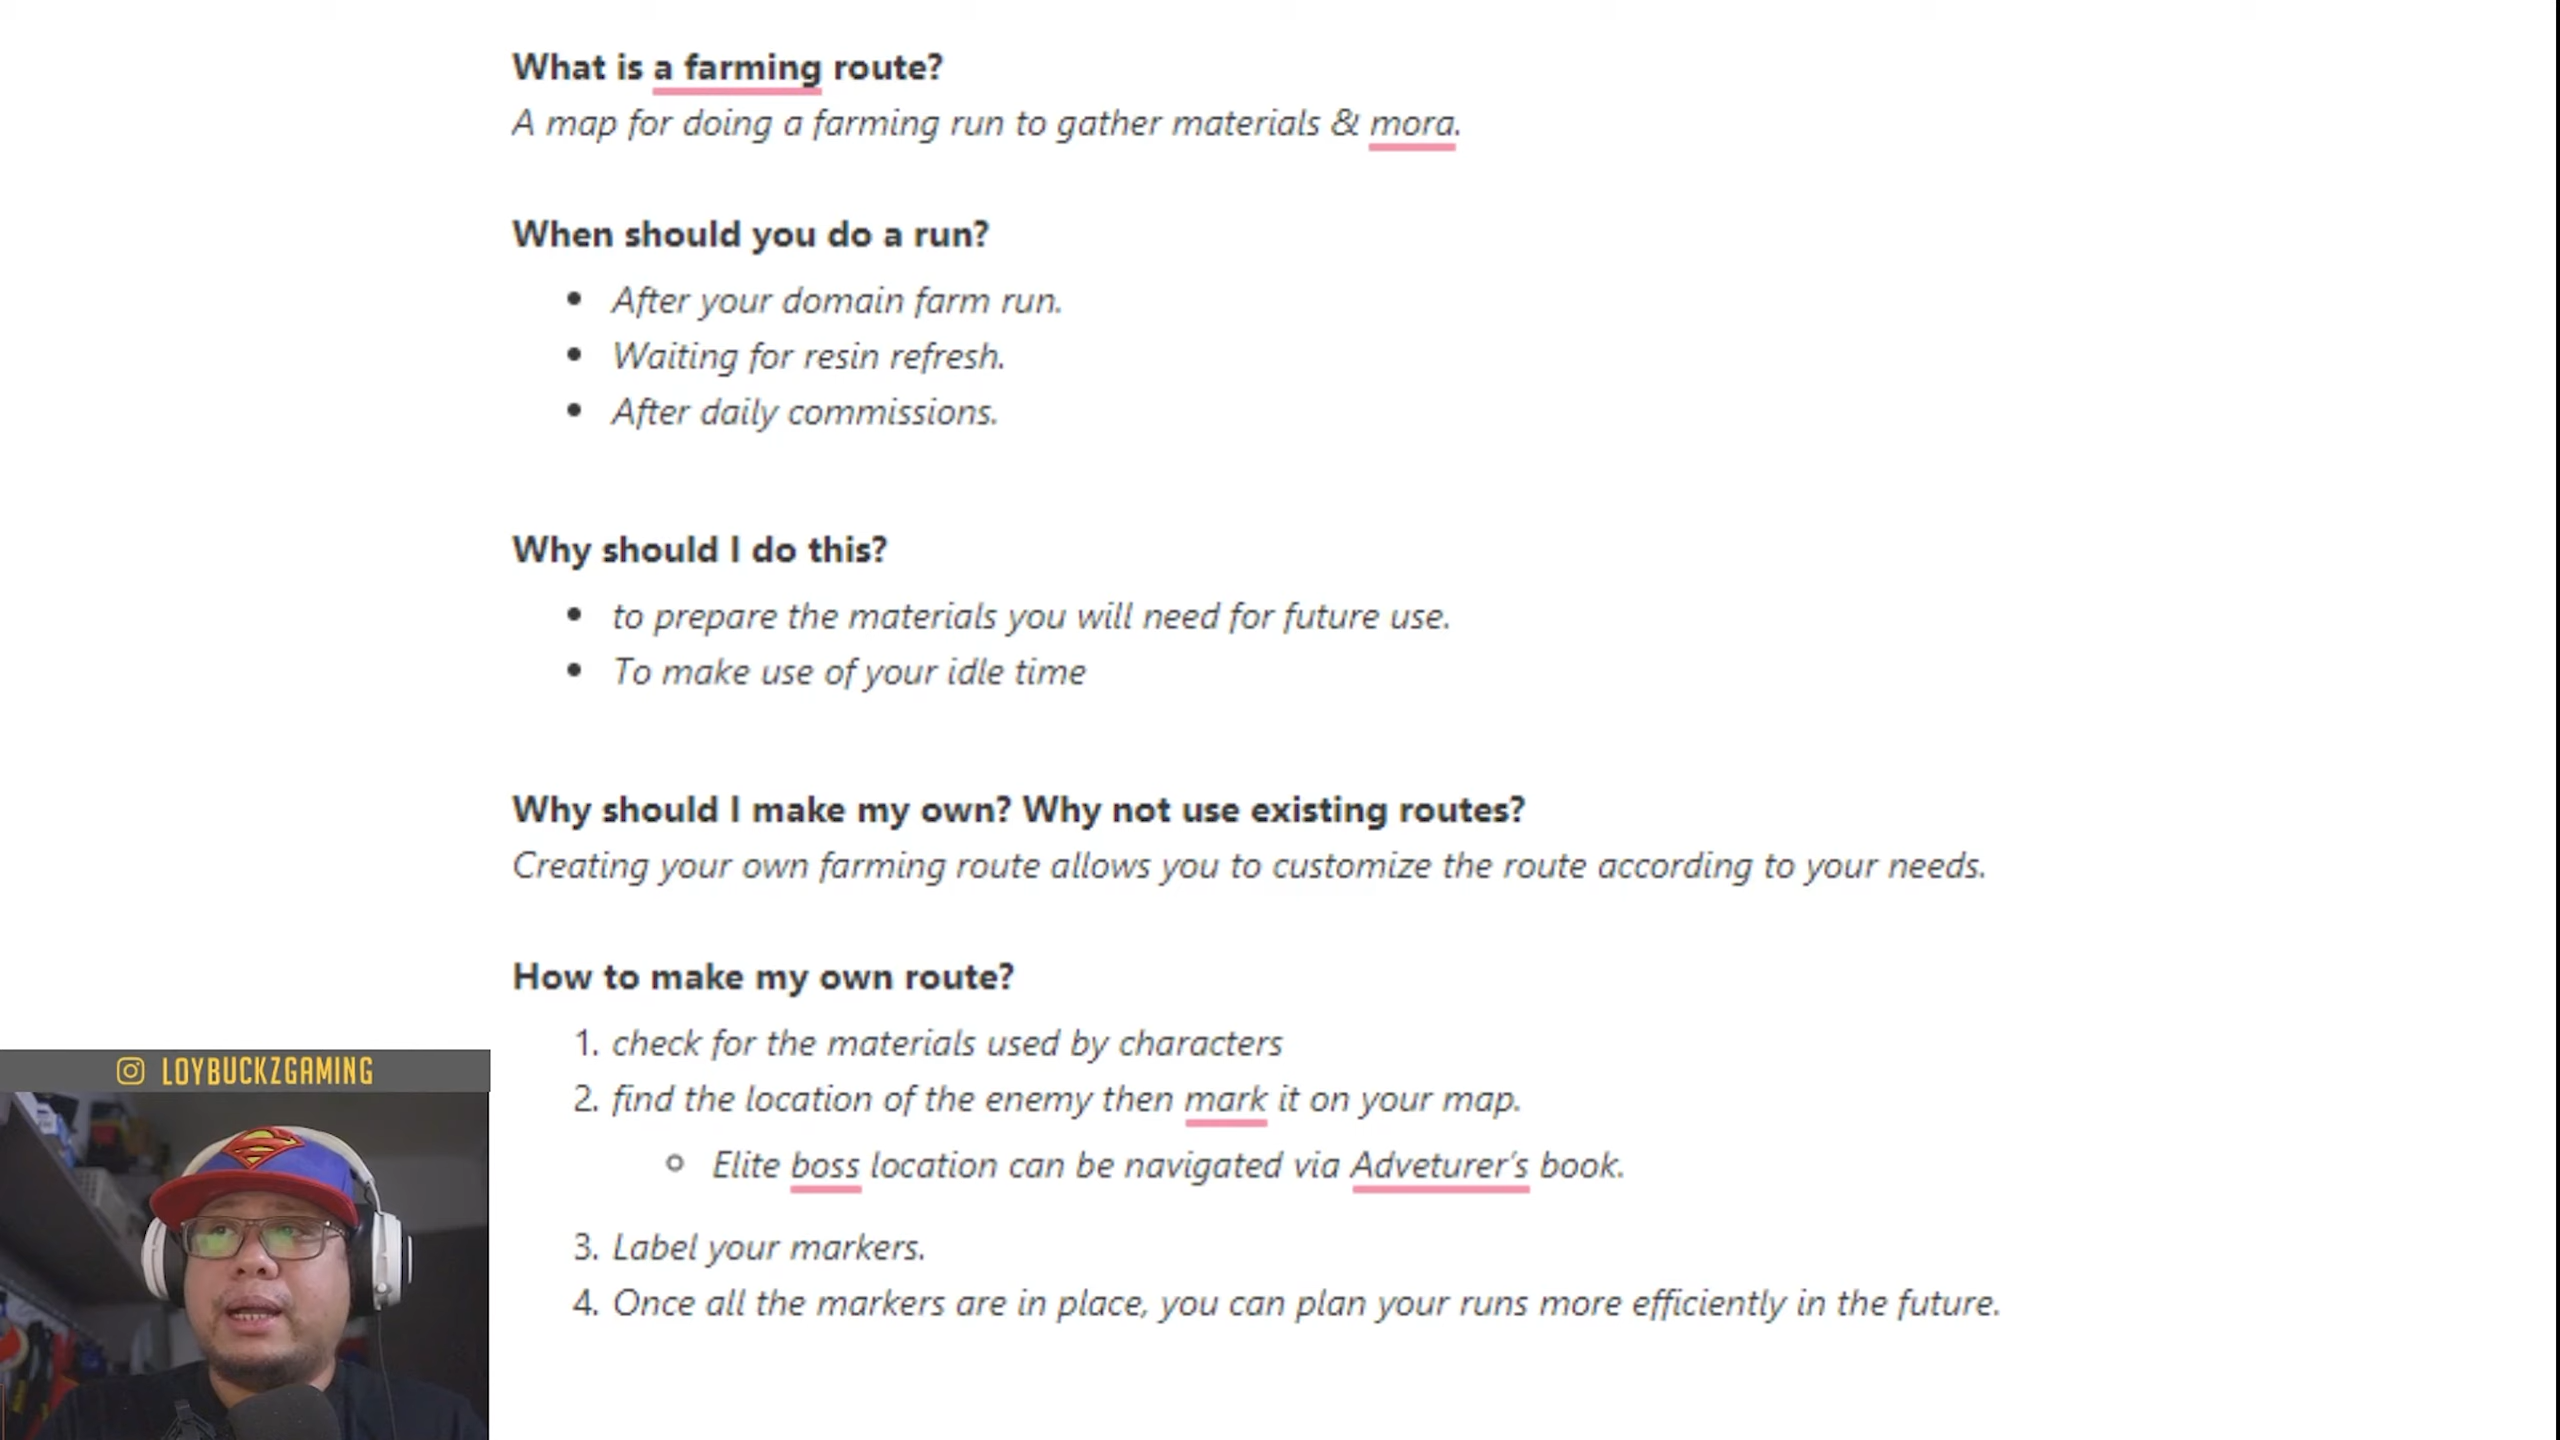 What is a farming route?
A map for doing a farming run to gather materials & mora.
When should you do a run?
• After your domain farm run.
• Waiting for resin refresh.
• After daily commissions.
Why should I do this?
• to prepare the materials you will need for future use.
• To make use of your idle time
Why should I make my own? Why not use existing routes?
Creating your own farming route allows you to customize the route according to your needs.
How to make my own route?
1. check for the materials used by characters
2. find the location of the enemy then mark it on your map.
o Elite boss location can be navigated via Adveturer's book.
3. Label your markers.
4. Once all the markers are in place, you can plan your runs more efficiently in the future.
LOYBUCKZGAMING